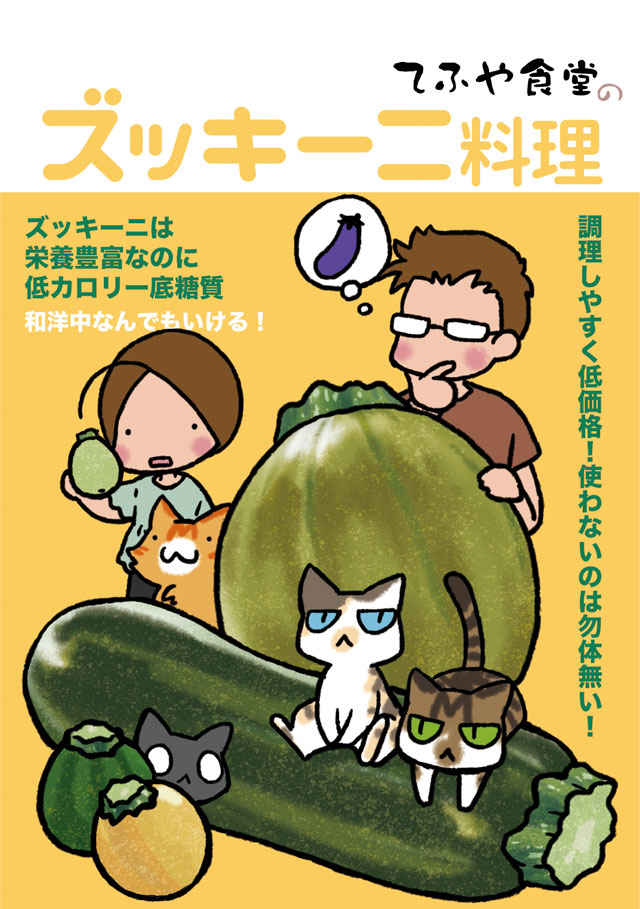 てふや食堂の
ズッキーニ料理
ズッキーニは
栄養豊富なのに
低カロリー底糖質
和洋中なんでもいける！
調理しやすく低価格！使わないのは勿体無い！